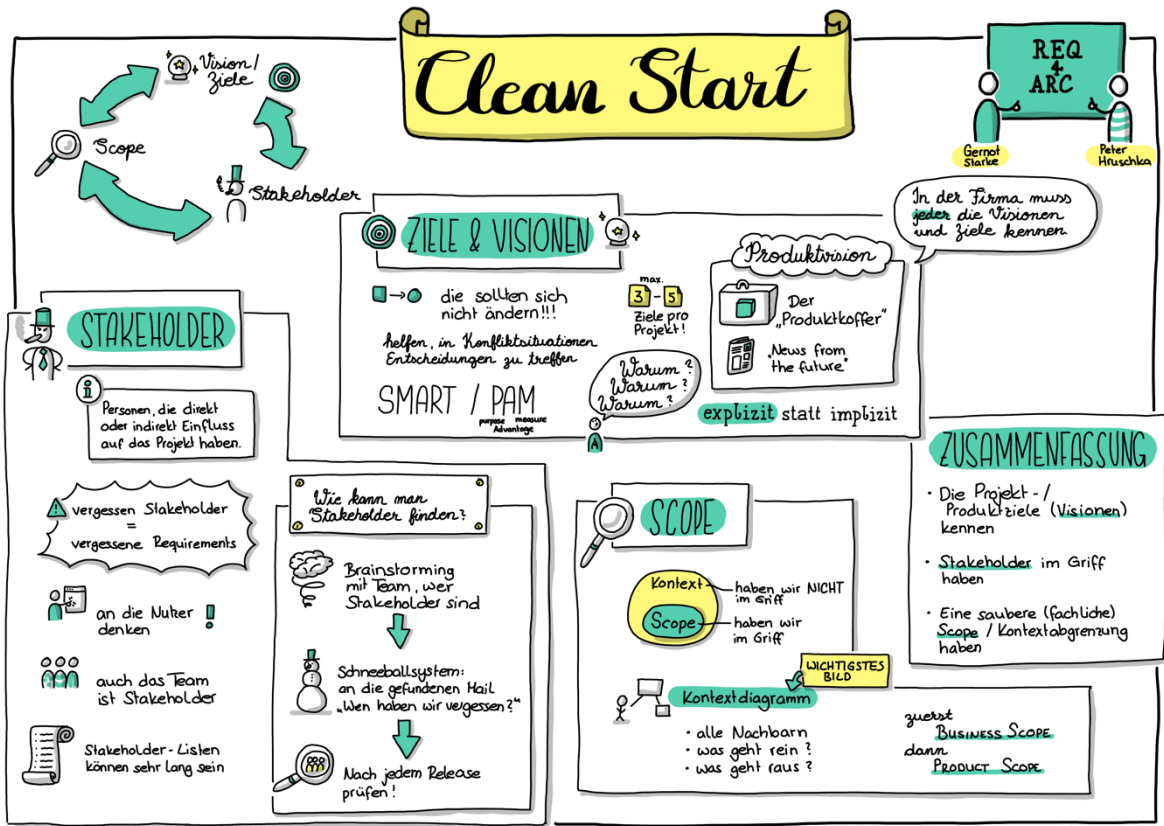 Clean Start
REQ
4
ARC
Gernot
Starke
Peter
Hruschka
Vision /
Ziele
Scope
Stakeholder
In der Firma muss
jeder die Visionen
und Ziele kennen.
ZIELE & VISIONEN
die sollten sich
nicht ändern!!!
helfen, in Konfliktsituationen
Entscheidungen zu treffen
SMART / PAM
purpose measure
Advantage
max.
3 - 5
Ziele pro
Projekt!
Warum?
Warum?
Warum?
A
Produktvision
Der
„Produktkoffer“
"News from
the future"
explizit statt implizit
STAKEHOLDER
i
Personen, die direkt
oder indirekt Einfluss
auf das Projekt haben.
vergessen Stakeholder
=
vergessene Requirements
an die Nutzer
denken !
auch das Team
ist Stakeholder
Stakeholder-Listen
können sehr lang sein
Wie kann man
Stakeholder finden?
Brainstorming
mit Team, wer
Stakeholder sind
Schneeballsystem:
an die gefundenen Mail
„Wen haben wir vergessen?“
Nach jedem Release
prüfen!
SCOPE
Kontext
haben wir NICHT
im Griff
Scope
haben wir
im Griff
WICHTIGSTES
BILD
Kontextdiagramm
· alle Nachbarn
· was geht rein?
· was geht raus?
zuerst
BUSINESS SCOPE
dann
PRODUCT SCOPE
ZUSAMMENFASSUNG
· Die Projekt- /
Produktziele (Visionen)
kennen
· Stakeholder im Griff
haben
· Eine saubere (fachliche)
Scope / Kontextabgrenzung
haben